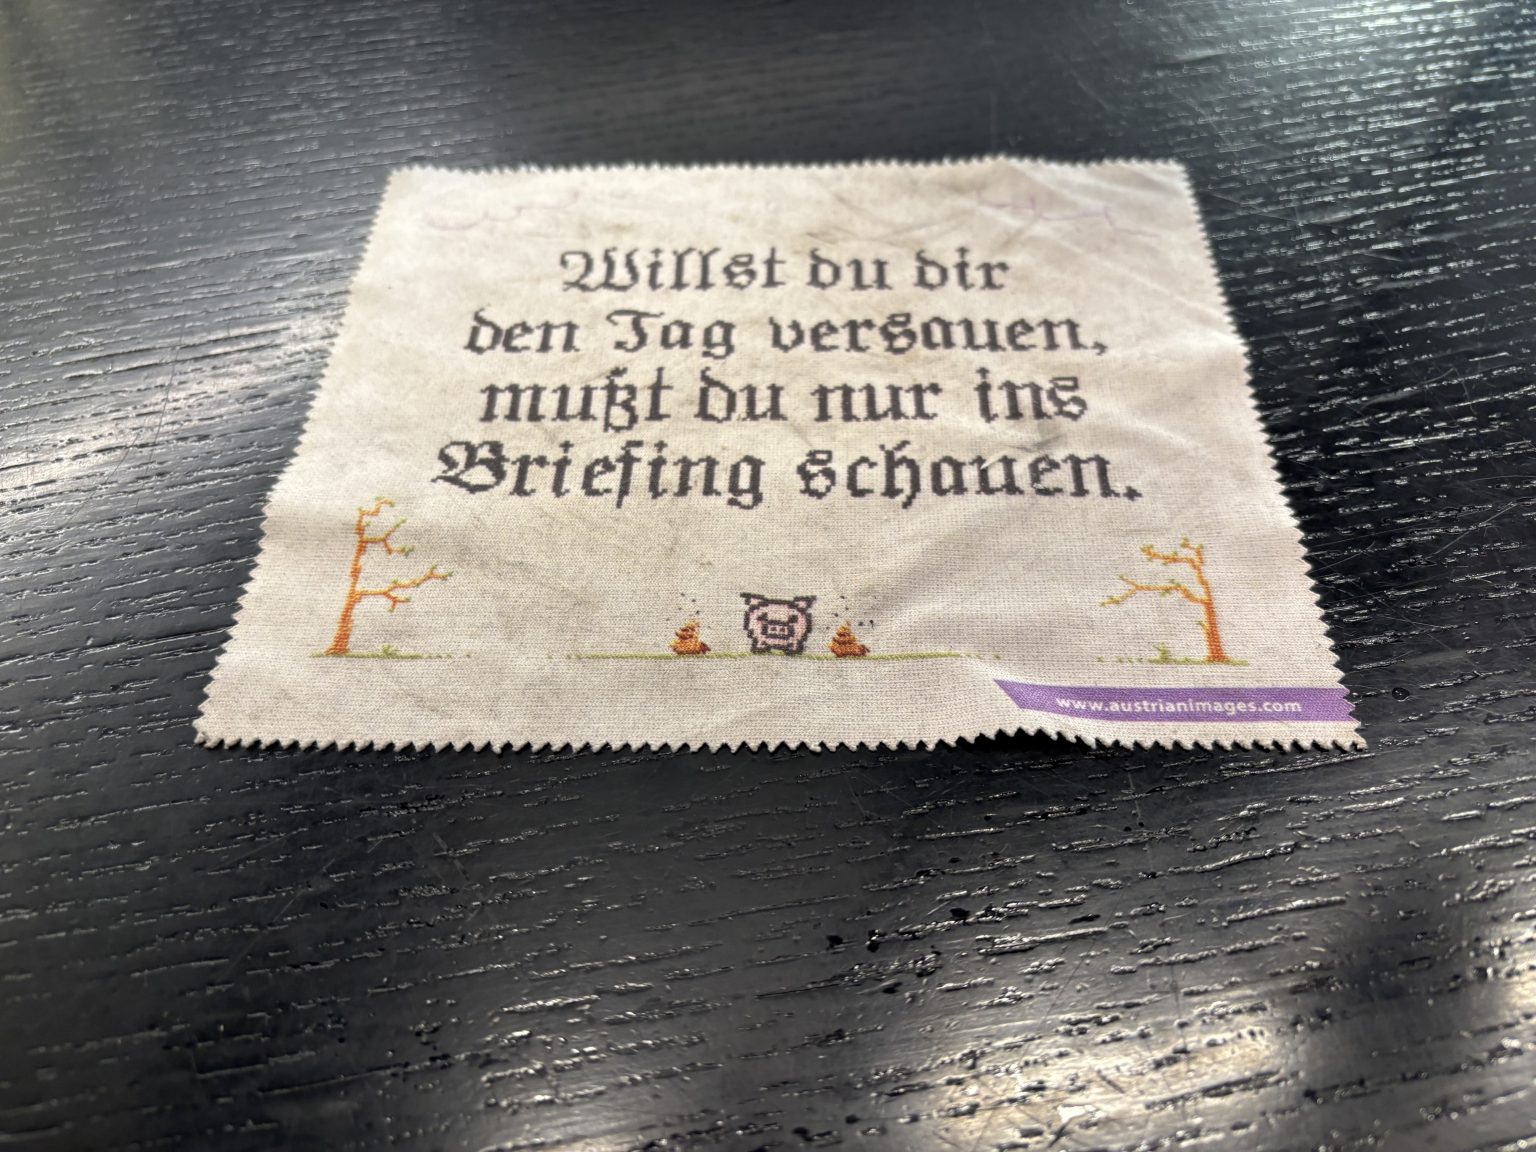 Willst du dir
den Tag versauen,
mußt du nur ins
Briefing schauen.
www.austrianimages.com